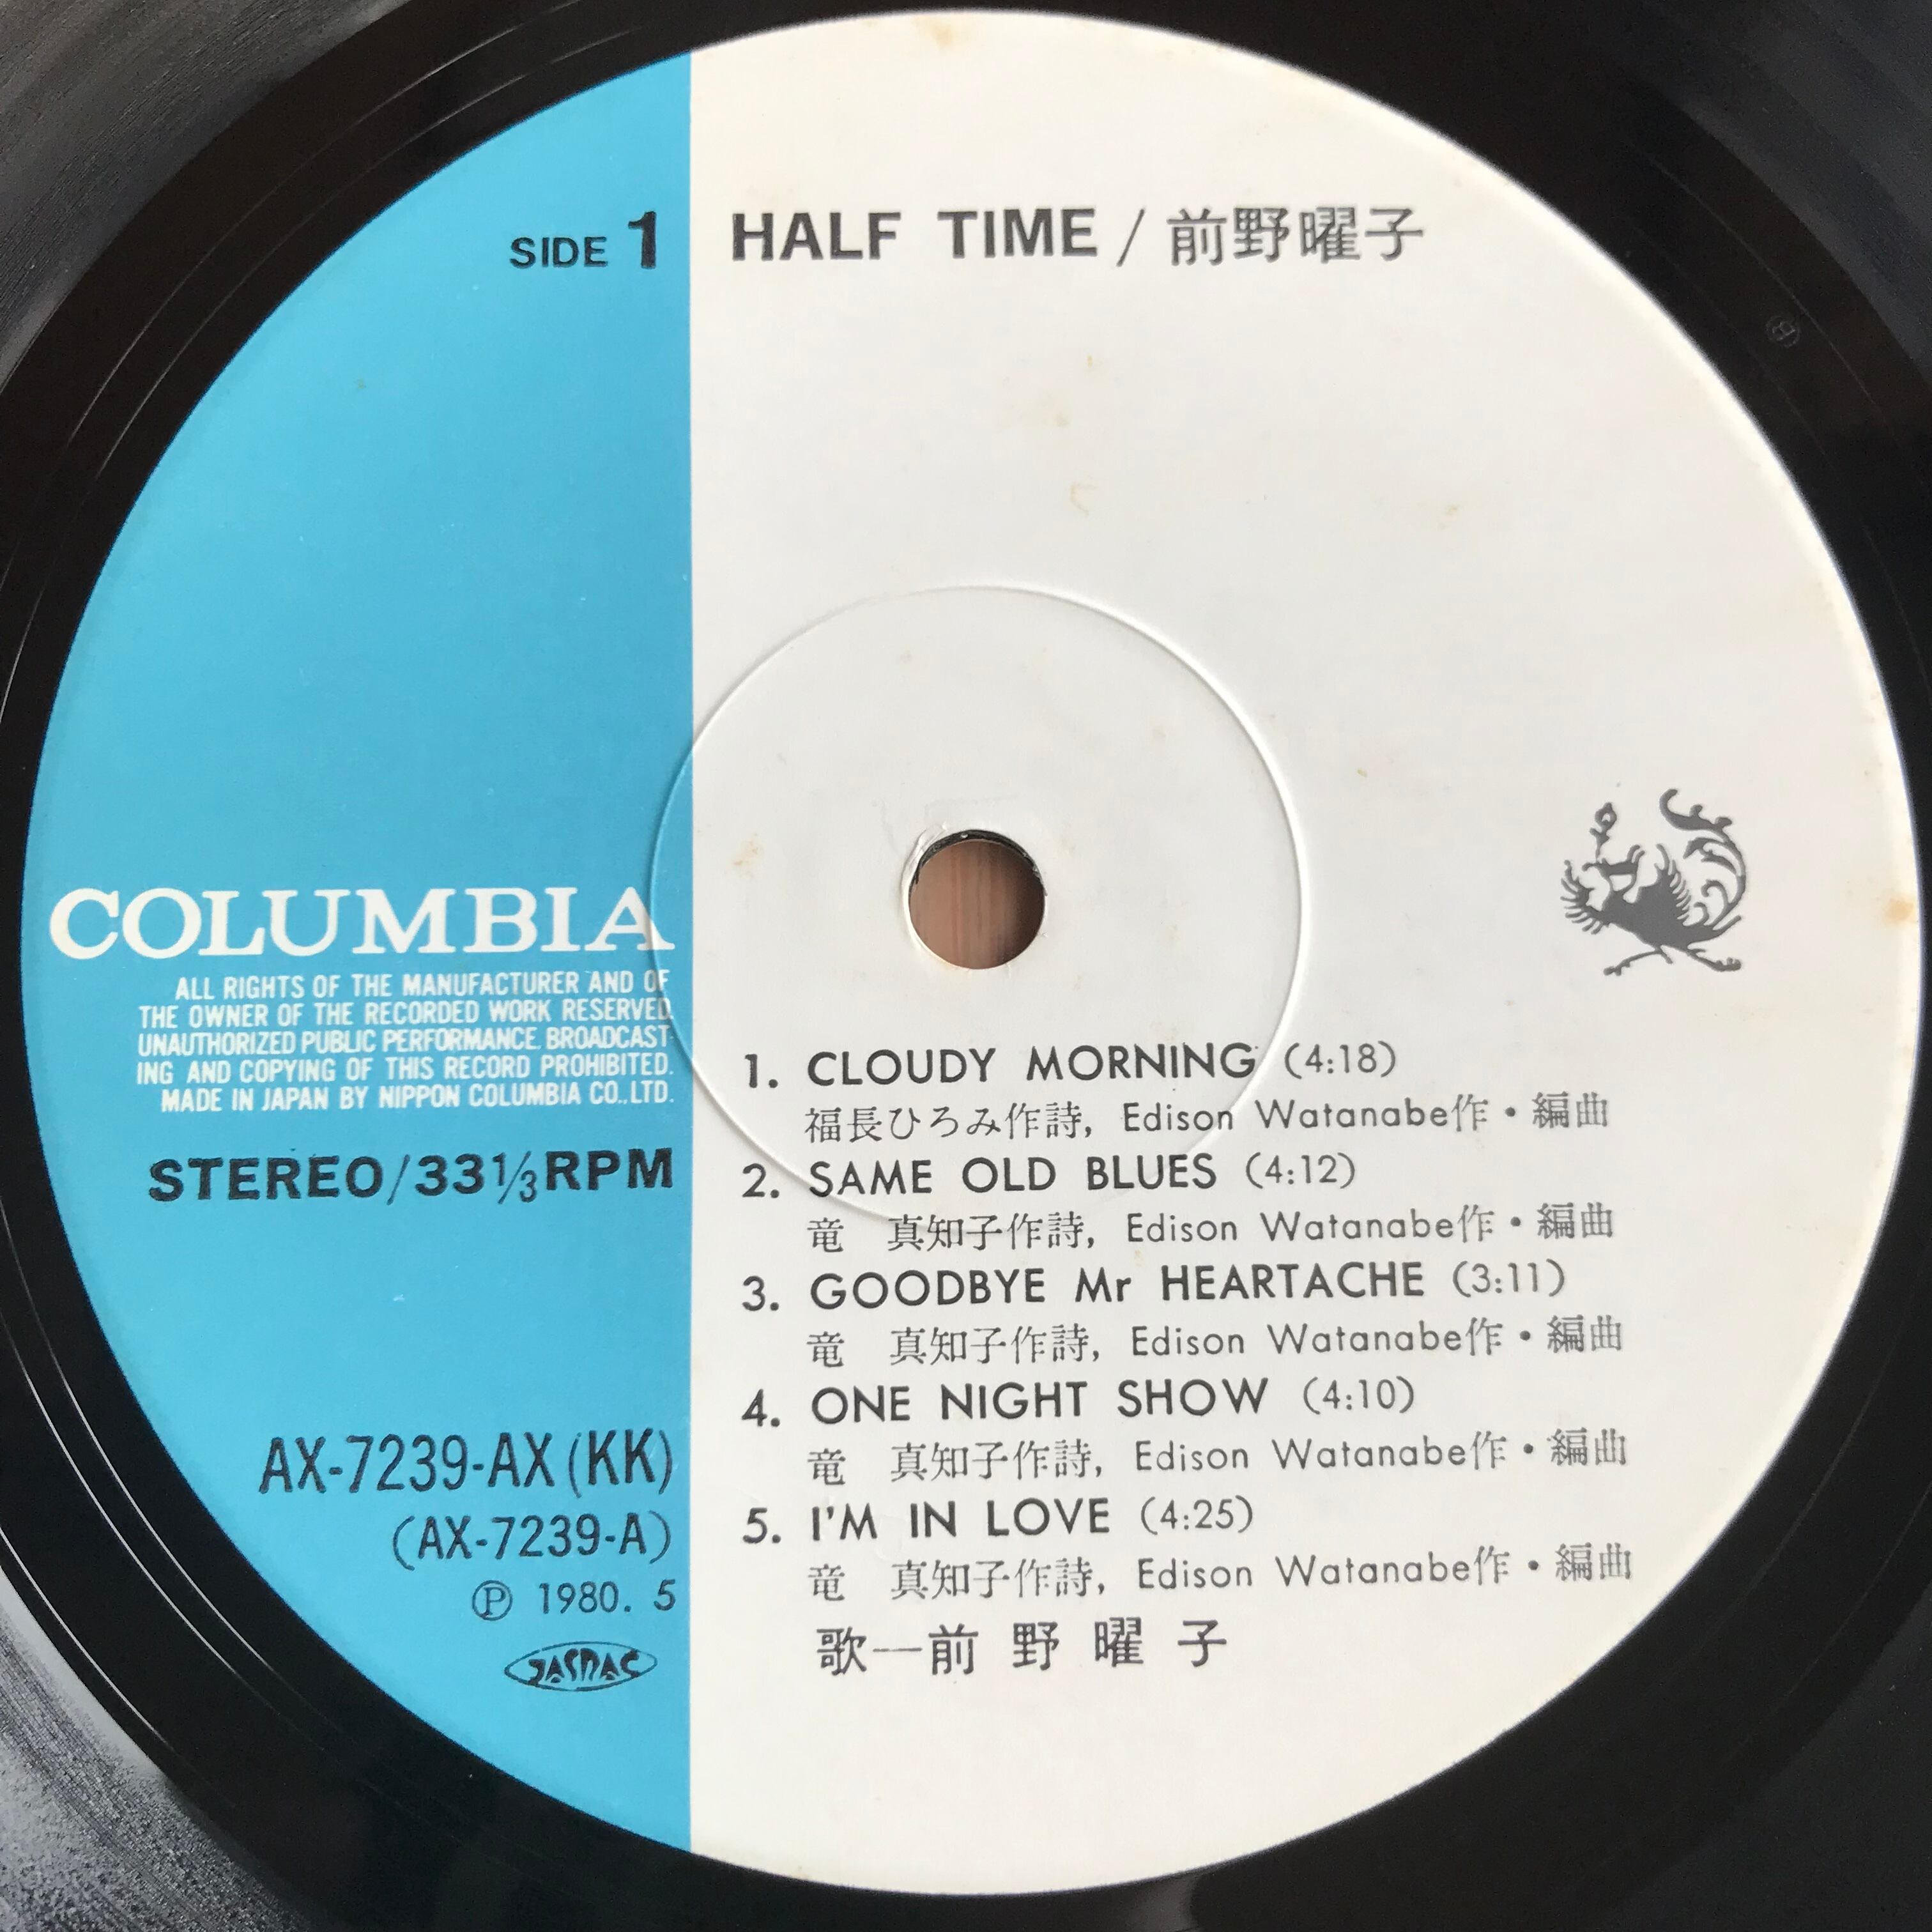 SIDE 1
HALF TIME / 前野曜子
COLUMBIA
ALL RIGHTS OF THE MANUFACTURER AND OF
THE OWNER OF THE RECORDED WORK RESERVED.
UNAUTHORIZED PUBLIC PERFORMANCE. BROADCAST-
ING AND COPYING OF THIS RECORD PROHIBITED.
MADE IN JAPAN BY NIPPON COLUMBIA CO.,LTD.
STEREO/33 1/3 RPM
AX-7239-AX (KK)
(AX-7239-A)
Ⓟ 1980. 5
JASRAC
1. CLOUDY MORNING (4:18)
福長ひろみ作詩, Edison Watanabe作・編曲
2. SAME OLD BLUES (4:12)
竜 真知子作詩, Edison Watanabe作・編曲
3. GOODBYE Mr HEARTACHE (3:11)
竜 真知子作詩, Edison Watanabe作・編曲
4. ONE NIGHT SHOW (4:10)
竜 真知子作詩, Edison Watanabe作・編曲
5. I'M IN LOVE (4:25)
竜 真知子作詩, Edison Watanabe作・編曲
歌—前 野 曜 子